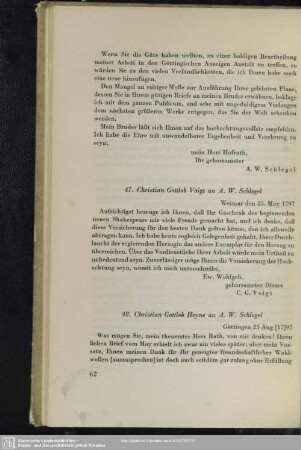 Wenn Sie die Güte haben wollten, zu einer baldigen Beurtheilung
meiner Arbeit in den Göttingischen Anzeigen Anstalt zu treffen, so
würden Sie zu den vielen Verbindlichkeiten, die ich Ihnen habe noch
eine neue hinzufügen.
Den Mangel an ruhiger Muße zur Ausführung Ihrer gelehrten Plane,
dessen Sie in Ihrem gütigen Briefe an meinen Bruder erwähnen, beklage
ich mit dem ganzen Publicum, und sehe mit ungeduldigem Verlangen
dem nächsten größeren Werke entgegen, das Sie der Welt schenken
werden.
Mein Bruder läßt sich Ihnen auf das hochachtungsvollste empfehlen.
Ich habe die Ehre mit unwandelbarer Ergebenheit und Verehrung zu
seyn,
mein Herr Hofrath,
Ihr gehorsamster
A. W. Schlegel
47. Christian Gottlob Voigt an A. W. Schlegel
Weimar den 25. May 1797
Aufrichtigst bezeuge ich Ihnen, daß Ihr Geschenk des beginnenden
neuen Shakespears mir viele Freude gemacht hat, und ich denke, daß
diese Versicherung für den besten Dank gelten könne, den ich allenfalls
abtragen kann. Ich habe heute sogleich Gelegenheit gehabt, Ihrer Durch-
laucht der regierenden Herzogin das andere Exemplar für den Herzog zu
überreichen. Über das Verdienstliche Ihrer Arbeit würde mein Urtheil zu
unbedeutend seyn. Zuverlässiger möge Ihnen die Versicherung der Hoch-
achtung seyn, womit ich mich unterschreibe,
Ew. Wohlgeb.
gehorsamster Diener
C. G. Voigt
48. Christian Gottlob Heyne an A. W. Schlegel
Göttingen 25 Aug [17]97
Was mögen Sie, mein theuerster Herr Rath, von mir denken! Ihren
lieben Brief vom May erhielt ich zwar um vieles später; aber mein Vor-
satz, Ihnen meinen Dank für Ihr geneigtes freundschaftliches Wohl-
wollen [auszusprechen] ist doch auch seitdem gar zulang ohne Erfüllung
62